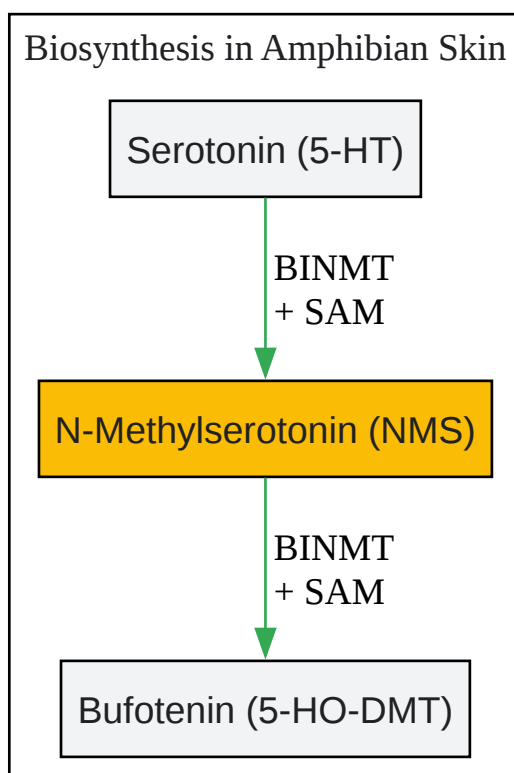 Biosynthesis in Amphibian Skin
Serotonin (5-HT)
BINMT
+ SAM
N-Methylserotonin (NMS)
BINMT
+ SAM
Bufotenin (5-HO-DMT)